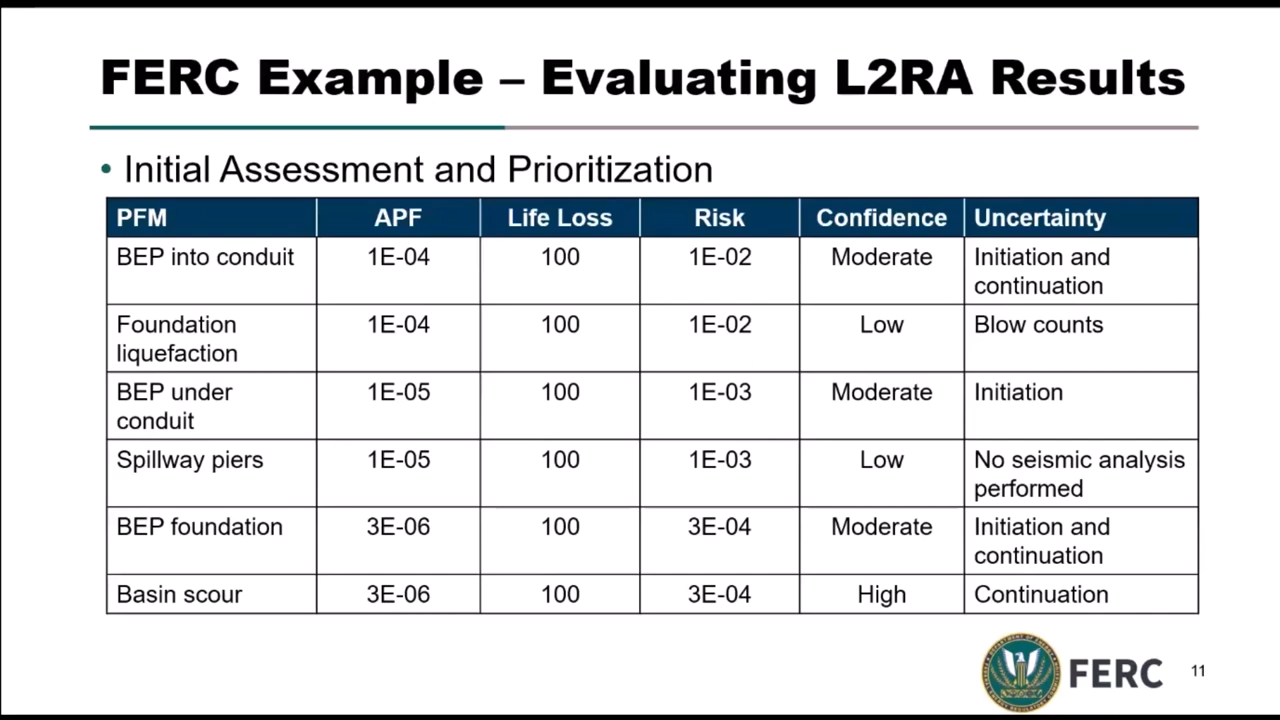 FERC Example – Evaluating L2RA Results
• Initial Assessment and Prioritization
PFM APF Life Loss Risk Confidence Uncertainty
BEP into conduit 1E-04 100 1E-02 Moderate Initiation and
continuation
Foundation 1E-04 100 1E-02 Low Blow counts
liquefaction
BEP under 1E-05 100 1E-03 Moderate Initiation
conduit
Spillway piers 1E-05 100 1E-03 Low No seismic analysis
performed
BEP foundation 3E-06 100 3E-04 Moderate Initiation and
continuation
Basin scour 3E-06 100 3E-04 High Continuation
FERC 11